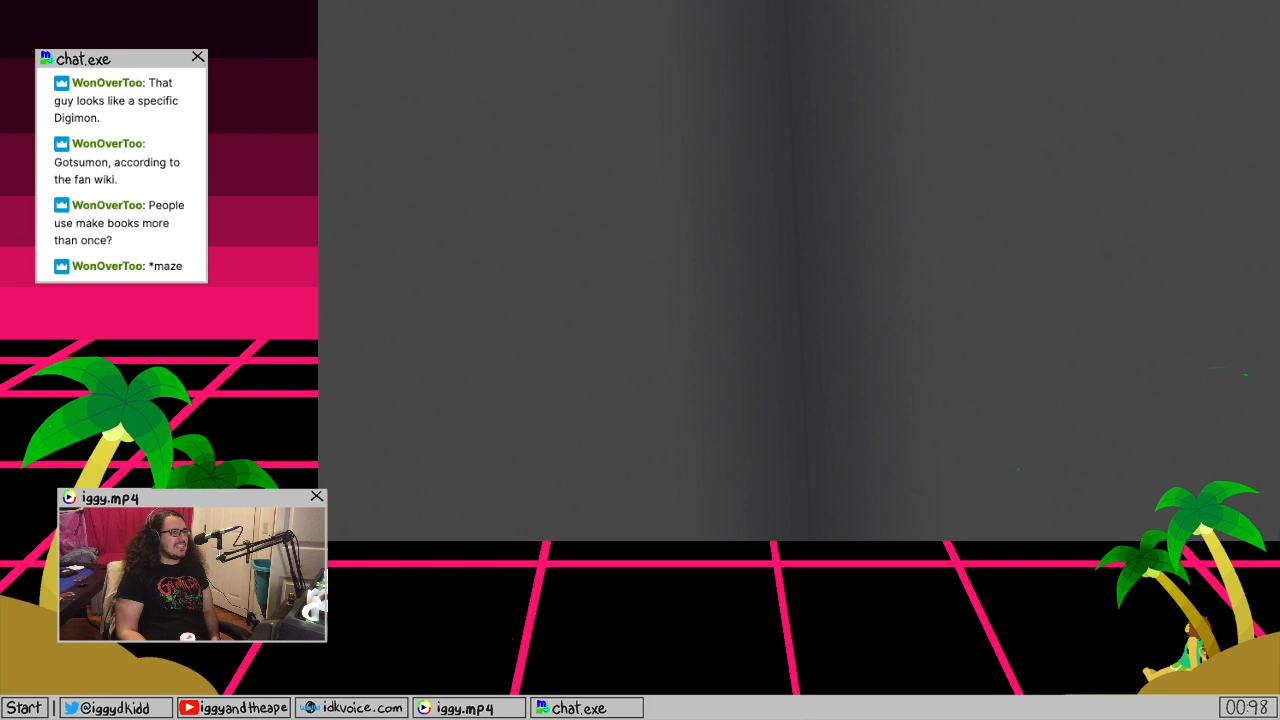 chat.exe
WonOverToo: That
guy looks like a specific
Digimon.
WonOverToo:
Gotsumon, according to
the fan wiki.
WonOverToo: People
use make books more
than once?
WonOverToo: *maze
iggy.mp4
Start | @iggydkidd iggyandtheape idkvoice.com iggy.mp4 chat.exe 00:98